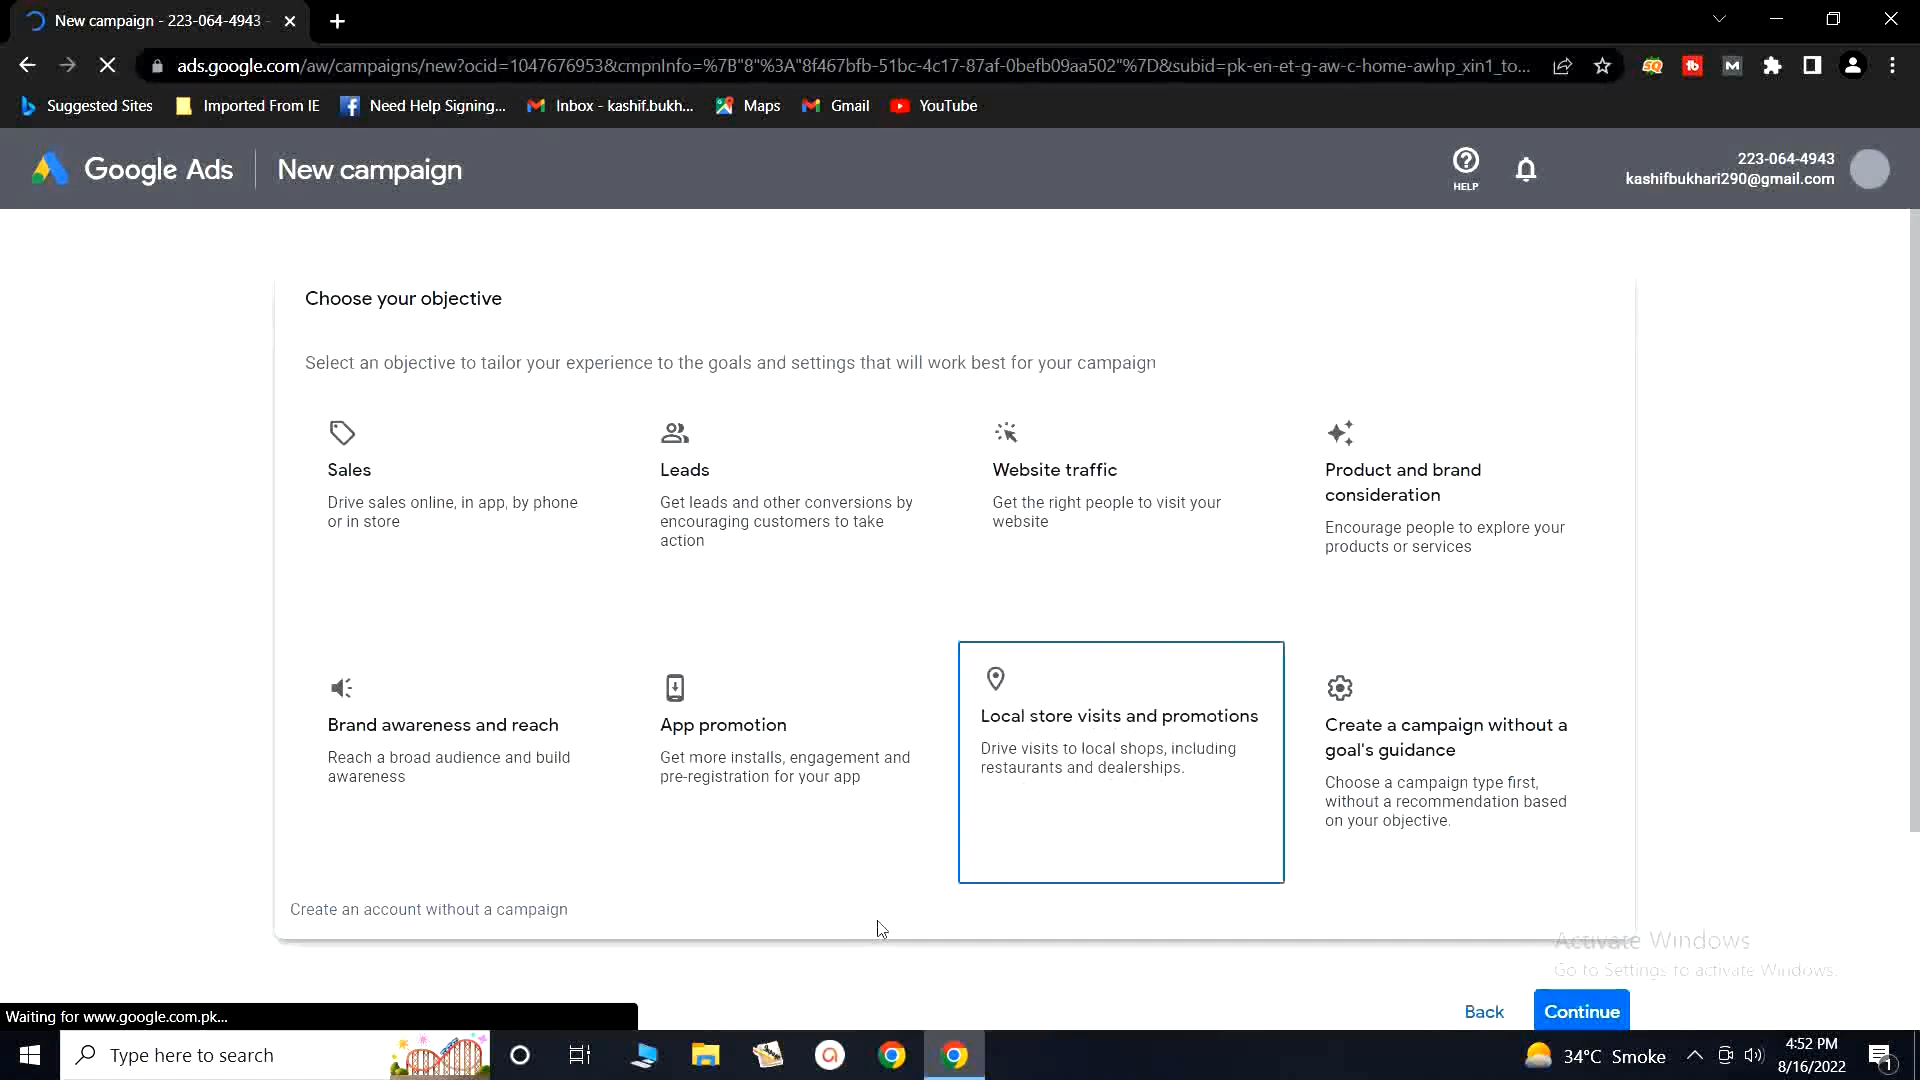 New campaign - 223-064-4943 -
ads.google.com/aw/campaigns/new?ocid=1047676953&cmpnInfo=%7B"8"%3A"8f467bfb-51bc-4c17-87af-0befb09aa502"%7D&subid=pk-en-et-g-aw-c-home-awhp_xin1_to...
Suggested Sites
Imported From IE
Need Help Signing...
Inbox - kashif.bukh...
Maps
Gmail
YouTube
Google Ads
New campaign
HELP
223-064-4943
kashifbukhari290@gmail.com
Choose your objective
Select an objective to tailor your experience to the goals and settings that will work best for your campaign
Sales
Drive sales online, in app, by phone
or in store
Leads
Get leads and other conversions by
encouraging customers to take
action
Website traffic
Get the right people to visit your
website
Product and brand
consideration
Encourage people to explore your
products or services
Brand awareness and reach
Reach a broad audience and build
awareness
App promotion
Get more installs, engagement and
pre-registration for your app
Local store visits and promotions
Drive visits to local shops, including
restaurants and dealerships.
Create a campaign without a
goal's guidance
Choose a campaign type first,
without a recommendation based
on your objective.
Create an account without a campaign
Activate Windows
Go to Settings to activate Windows.
Back
Continue
Waiting for www.google.com.pk...
Type here to search
34°C Smoke
4:52 PM
8/16/2022
1